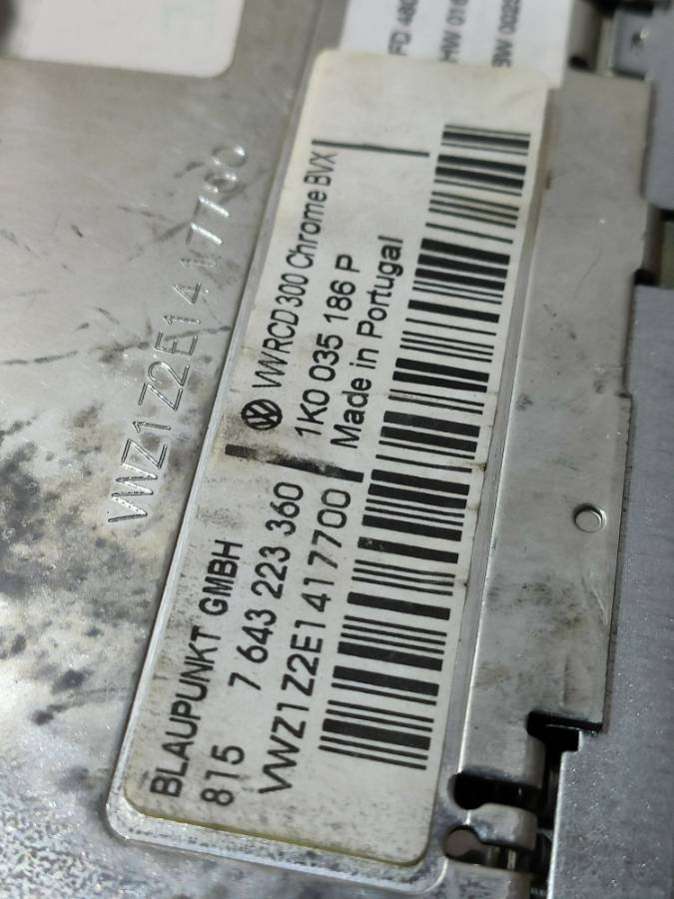 BLAUPUNKT GMBH
VW RCD 300 Chrome BVX
815 7 643 223 360
1K0 035 186 P
VWZ1Z2E1417700
Made in Portugal
VWZ1Z2E1417700